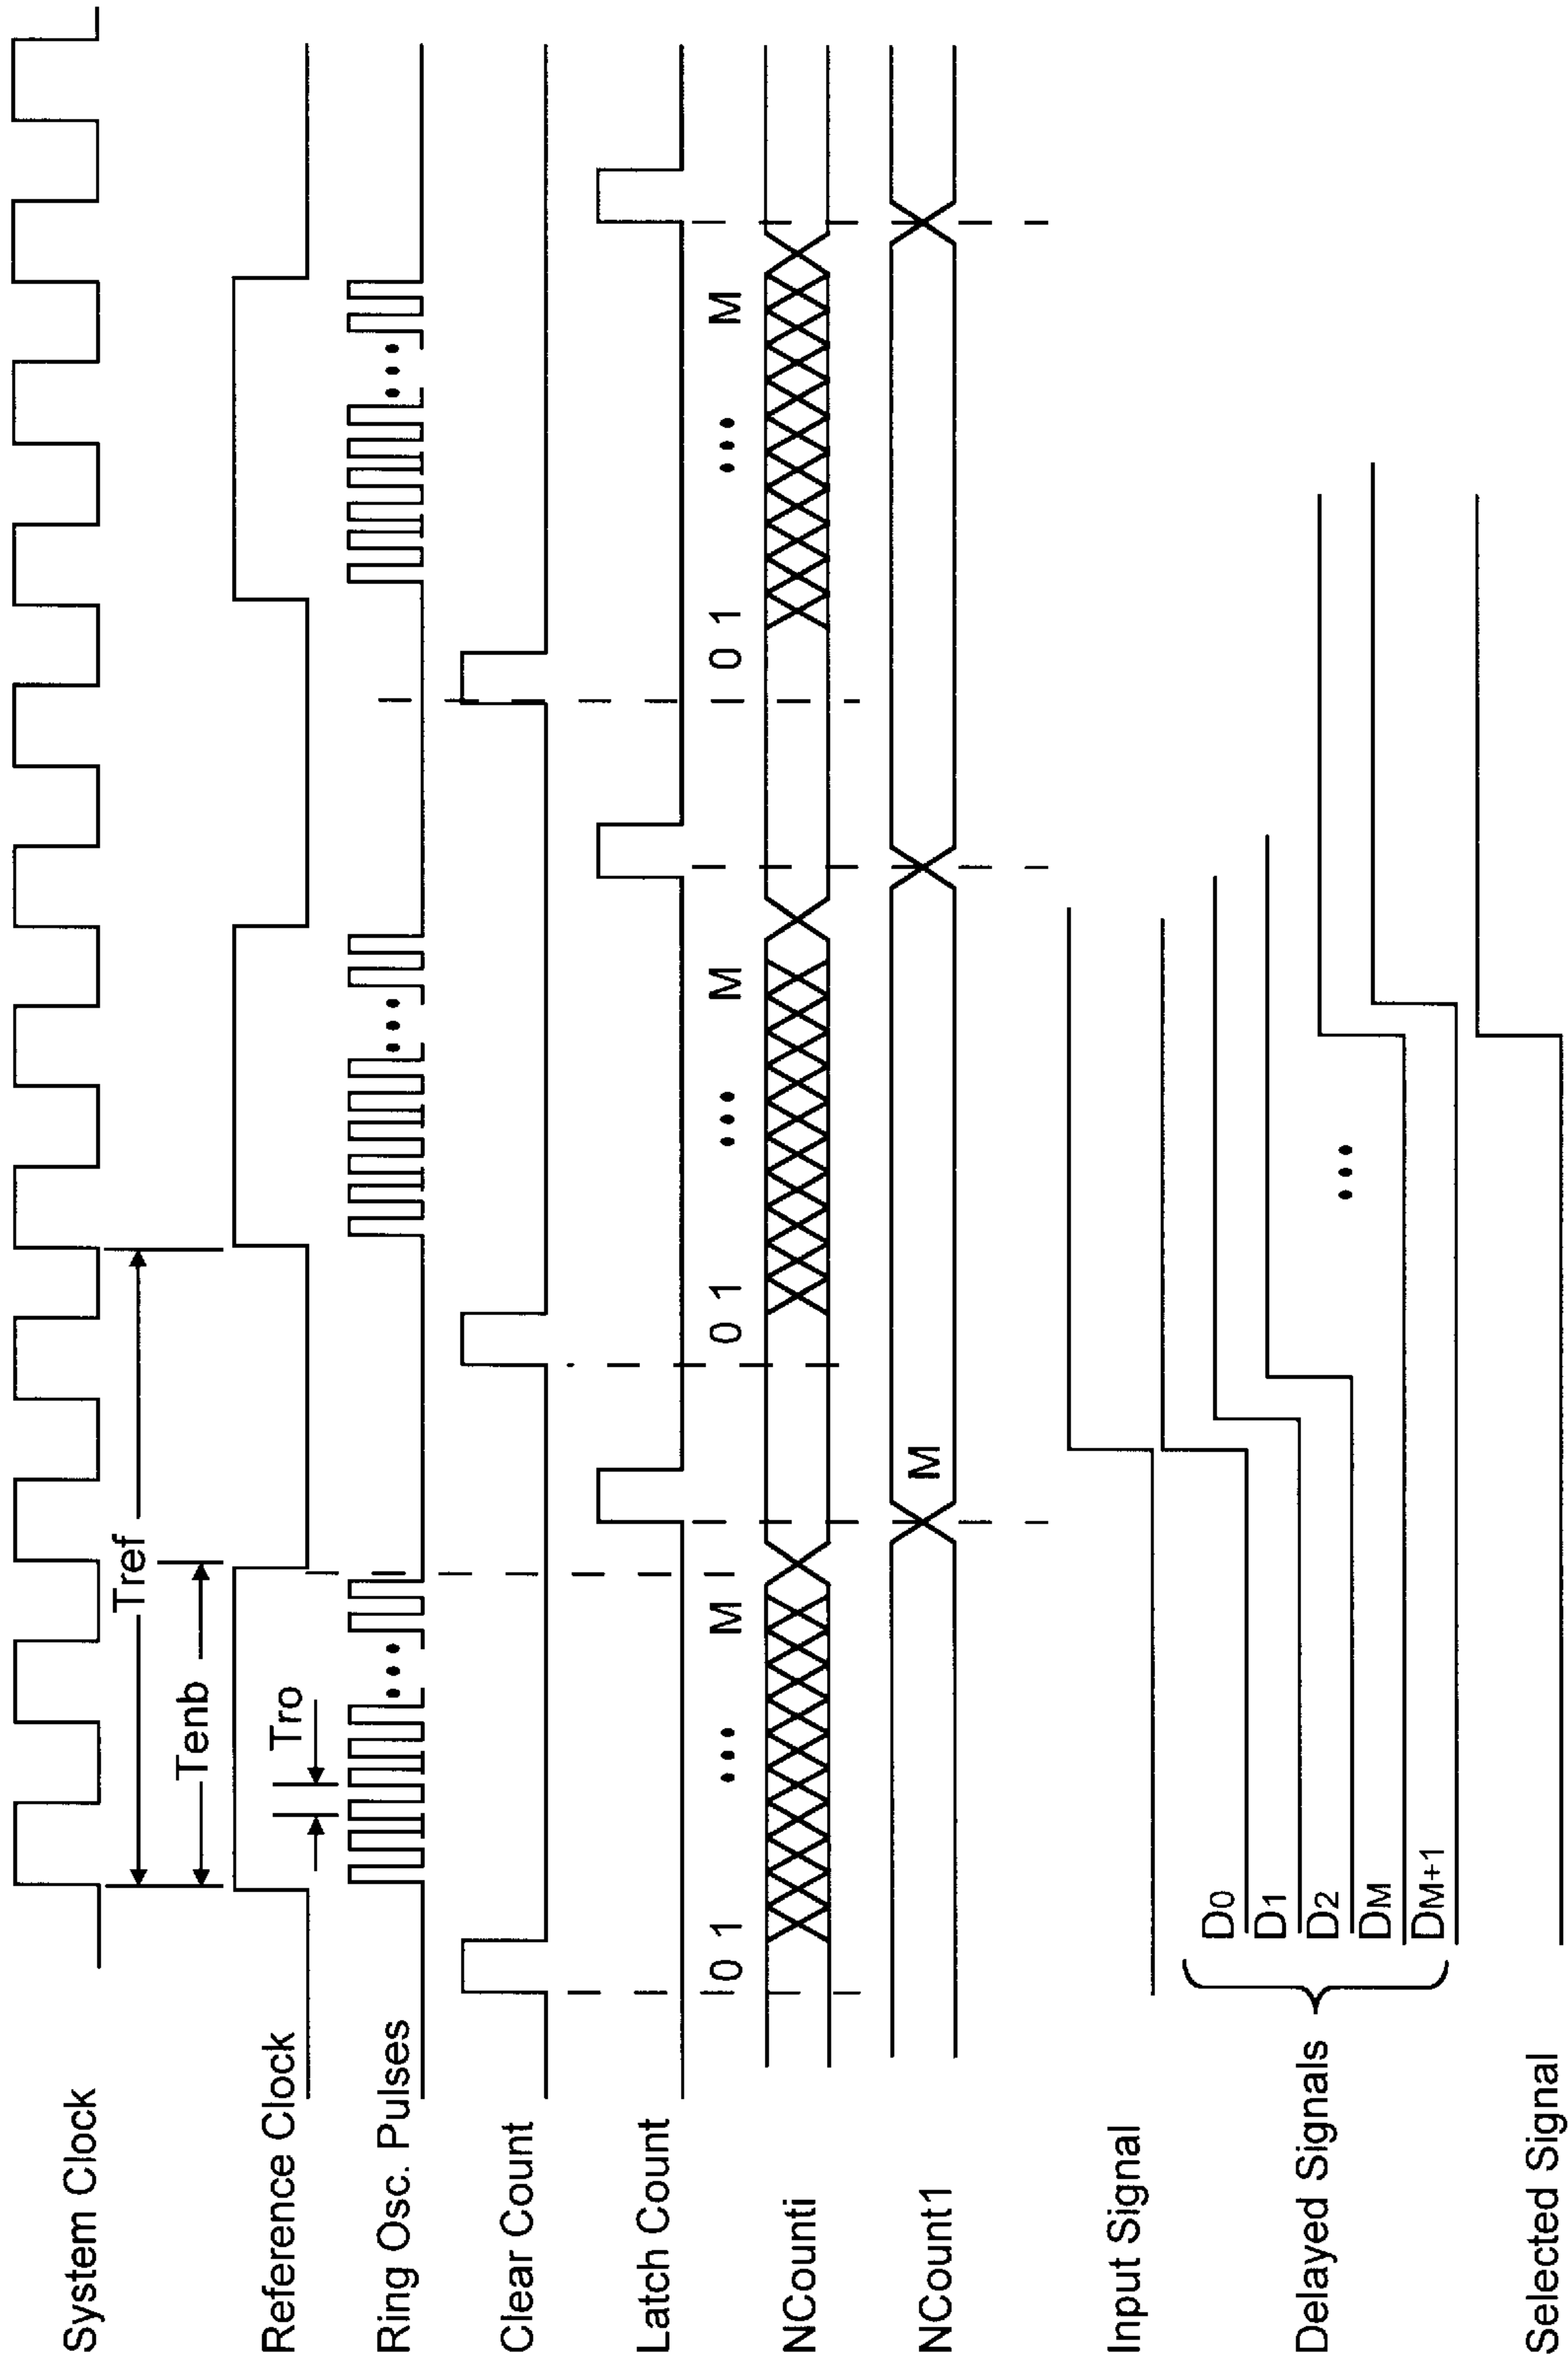 System Clock
Tref
Tenb
Reference Clock
Tro
Ring Osc. Pulses
•••
•••
•••
Clear Count
Latch Count
0 1 ••• M
0 1 ••• M
0 1 ••• M
NCounti
NCount1
M
Input Signal
Delayed Signals
D0
D1
D2
•••
DM
DM+1
Selected Signal